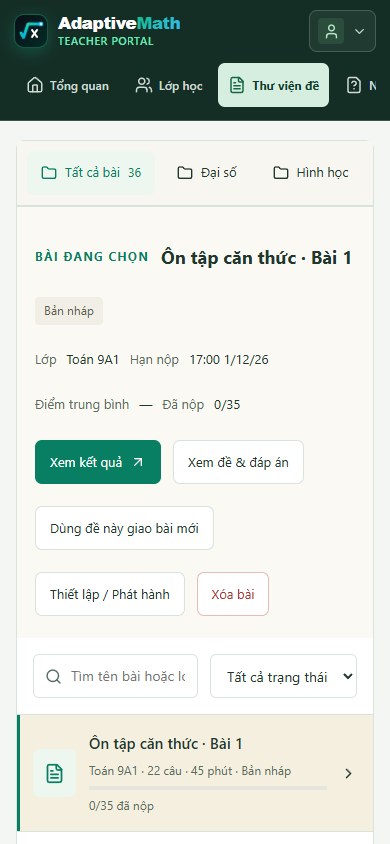 AdaptiveMath
TEACHER PORTAL
Tổng quan
Lớp học
Thư viện đề
N
Tất cả bài 36
Đại số
Hình học
BÀI ĐANG CHỌN Ôn tập căn thức · Bài 1
Bản nháp
Lớp Toán 9A1 Hạn nộp 17:00 1/12/26
Điểm trung bình — Đã nộp 0/35
Xem kết quả
Xem đề & đáp án
Dùng đề này giao bài mới
Thiết lập / Phát hành
Xóa bài
Tìm tên bài hoặc lo
Tất cả trạng thái
Ôn tập căn thức · Bài 1
Toán 9A1 · 22 câu · 45 phút · Bản nháp
0/35 đã nộp